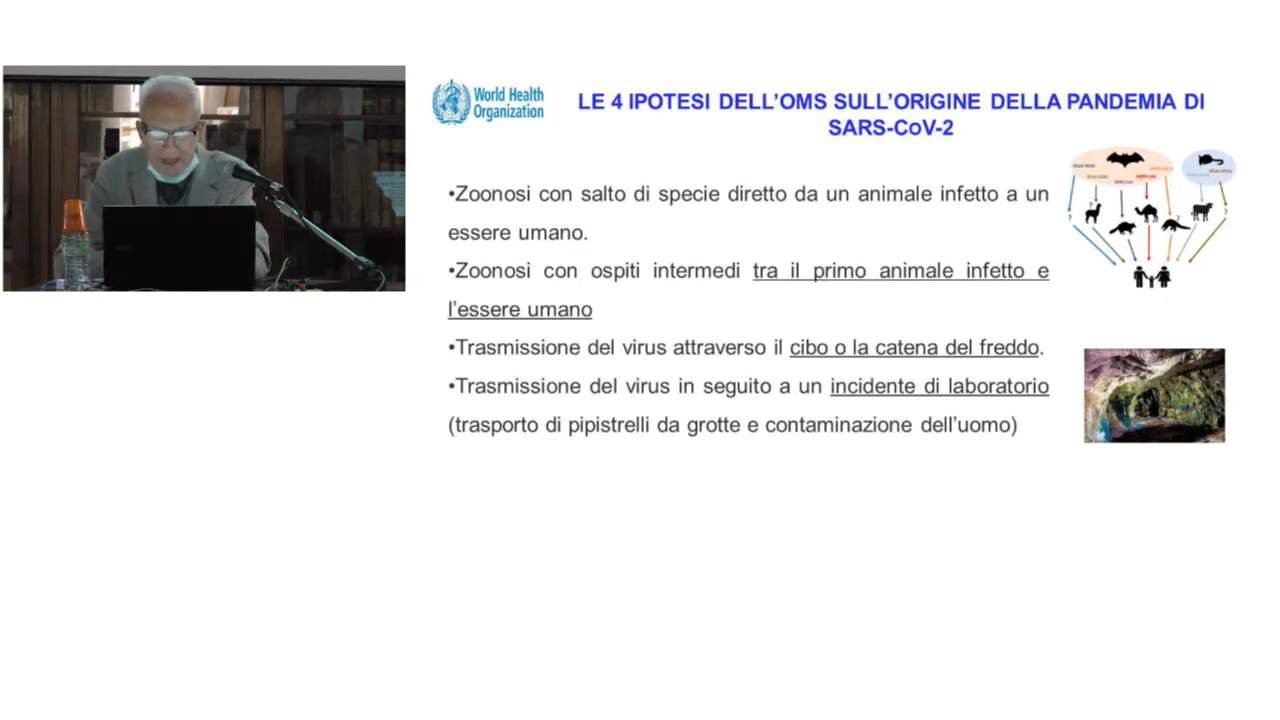 World Health
Organization
LE 4 IPOTESI DELL'OMS SULL'ORIGINE DELLA PANDEMIA DI
SARS-CoV-2
•Zoonosi con salto di specie diretto da un animale infetto a un
essere umano.
•Zoonosi con ospiti intermedi tra il primo animale infetto e
l'essere umano
•Trasmissione del virus attraverso il cibo o la catena del freddo.
•Trasmissione del virus in seguito a un incidente di laboratorio
(trasporto di pipistrelli da grotte e contaminazione dell'uomo)
?
?
?
?